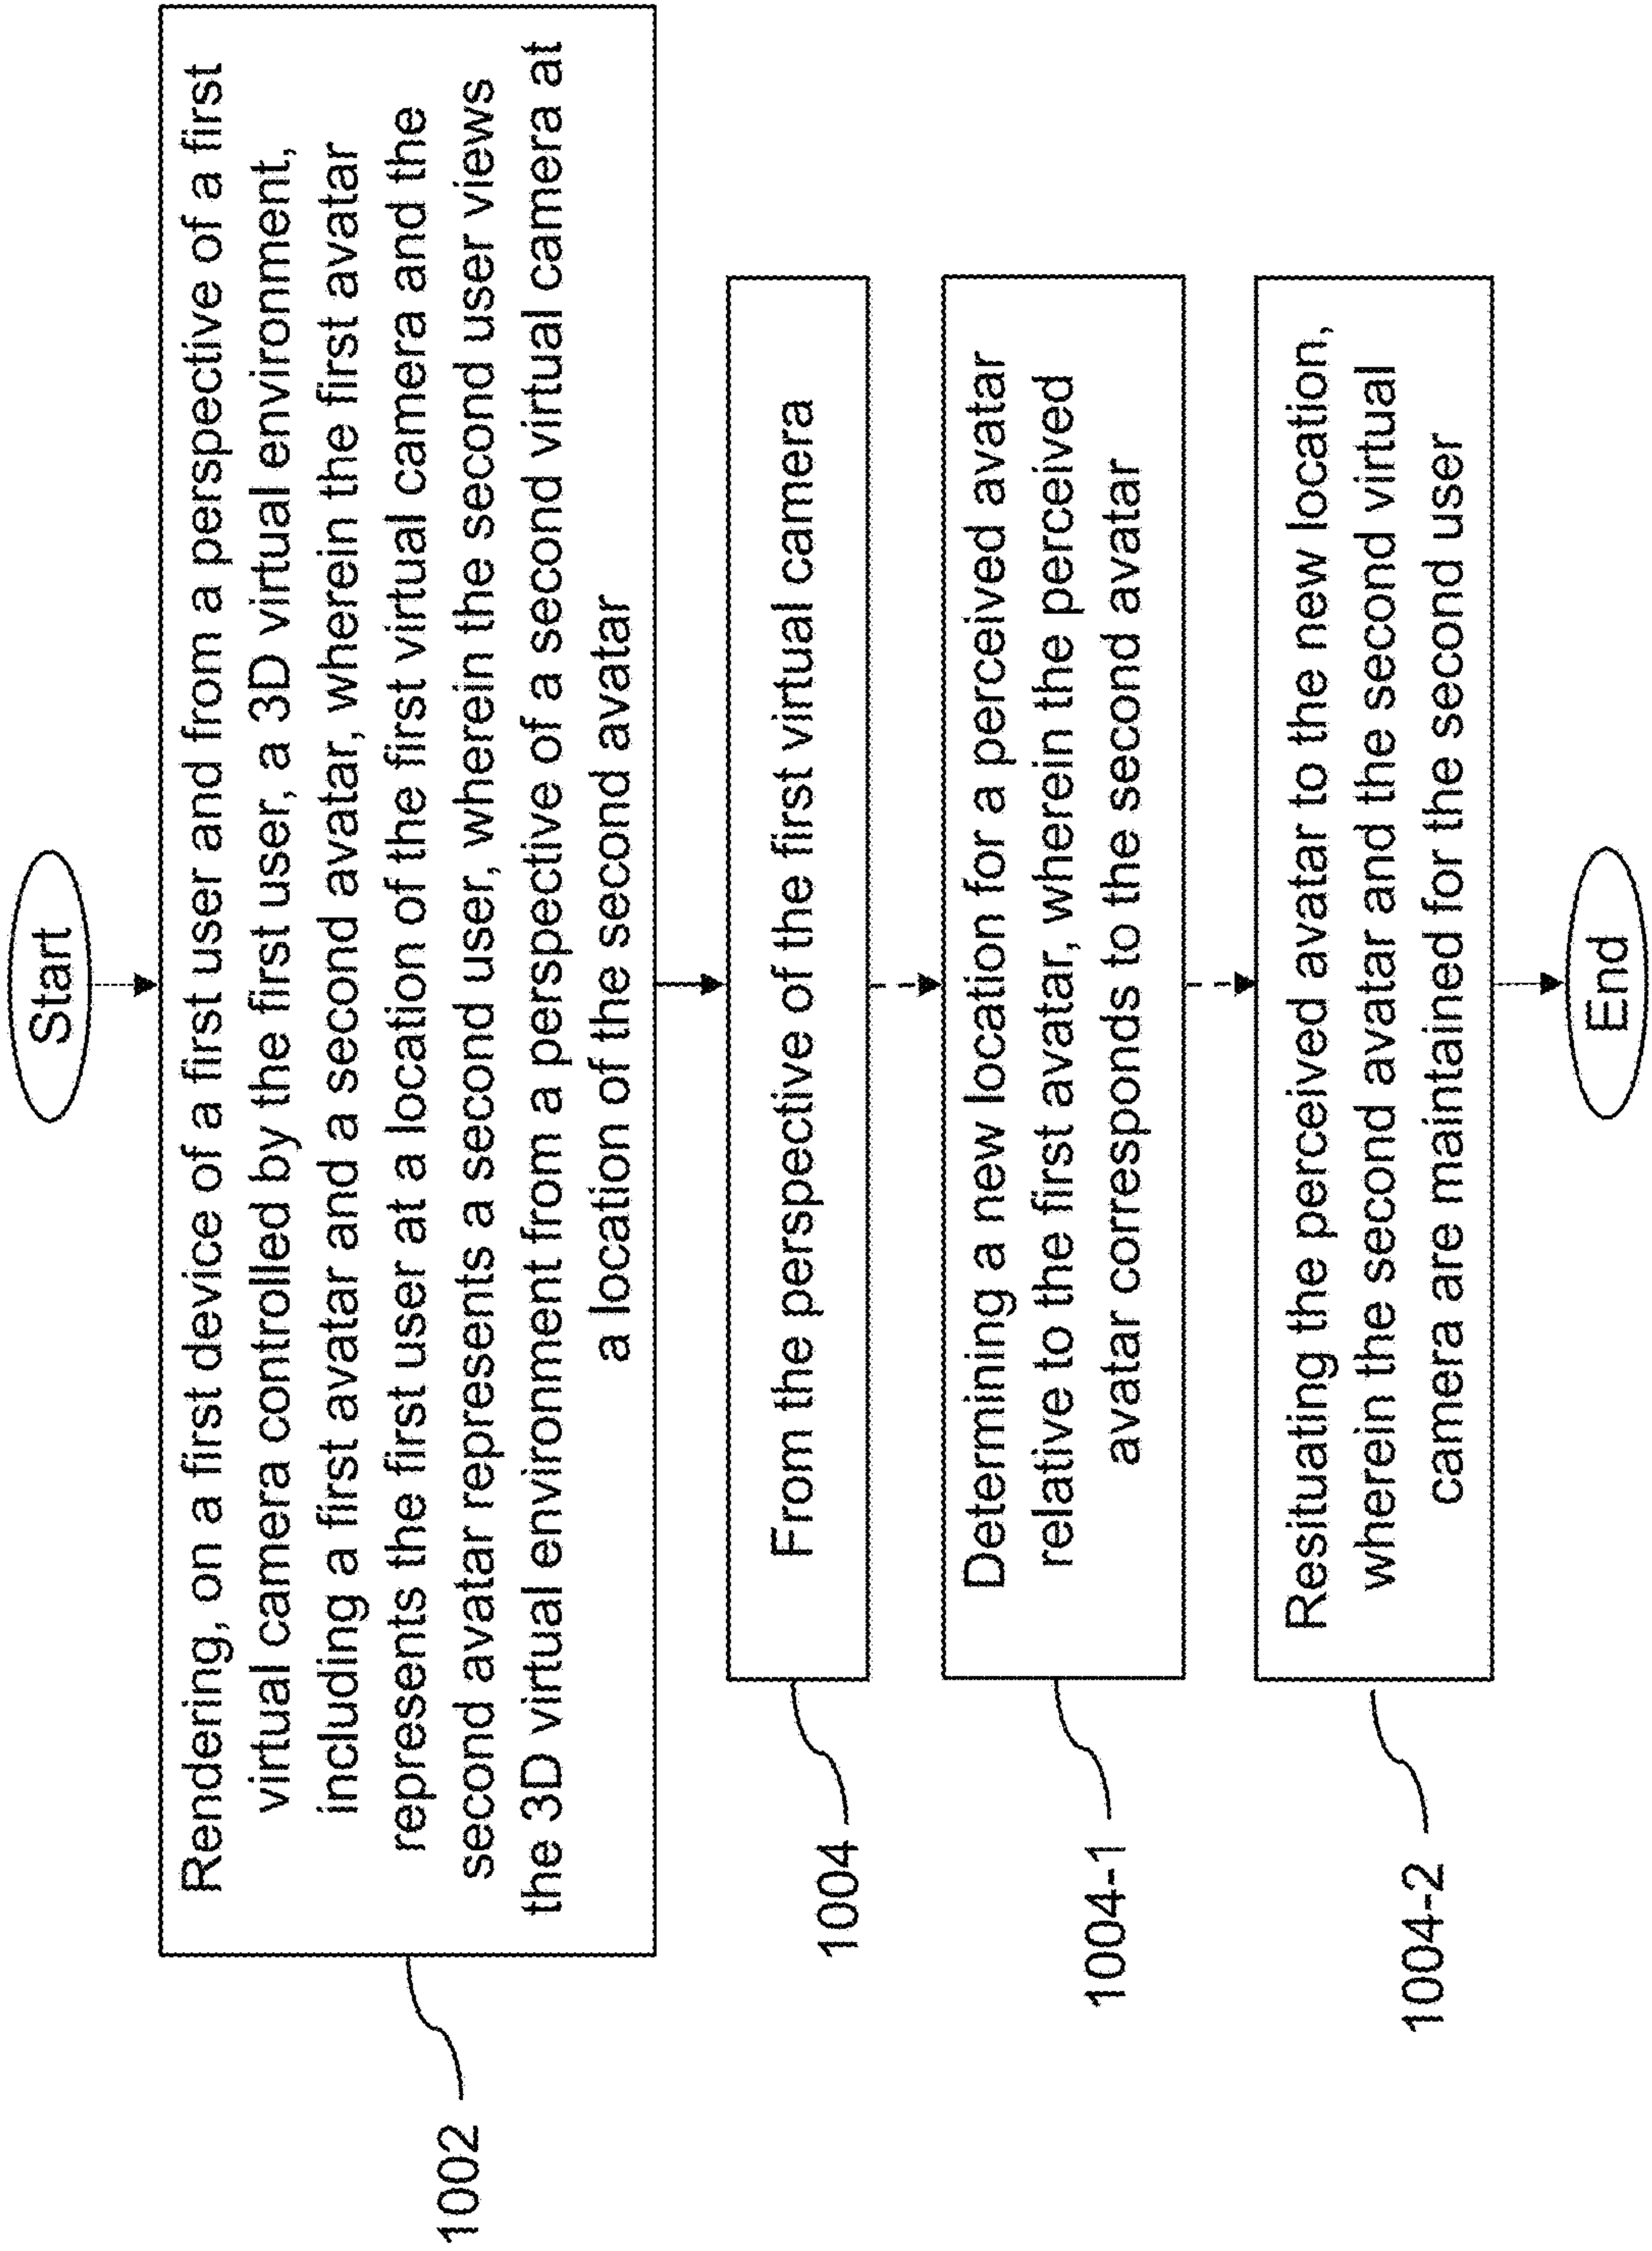 Start
Rendering, on a first device of a first user and from a perspective of a first
virtual camera controlled by the first user, a 3D virtual environment,
including a first avatar and a second avatar, wherein the first avatar
represents the first user at a location of the first virtual camera and the
second avatar represents a second user, wherein the second user views
the 3D virtual environment from a perspective of a second virtual camera at
a location of the second avatar
1002
From the perspective of the first virtual camera
1004
Determining a new location for a perceived avatar
relative to the first avatar, wherein the perceived
avatar corresponds to the second avatar
1004-1
Resituating the perceived avatar to the new location,
wherein the second avatar and the second virtual
camera are maintained for the second user
1004-2
End